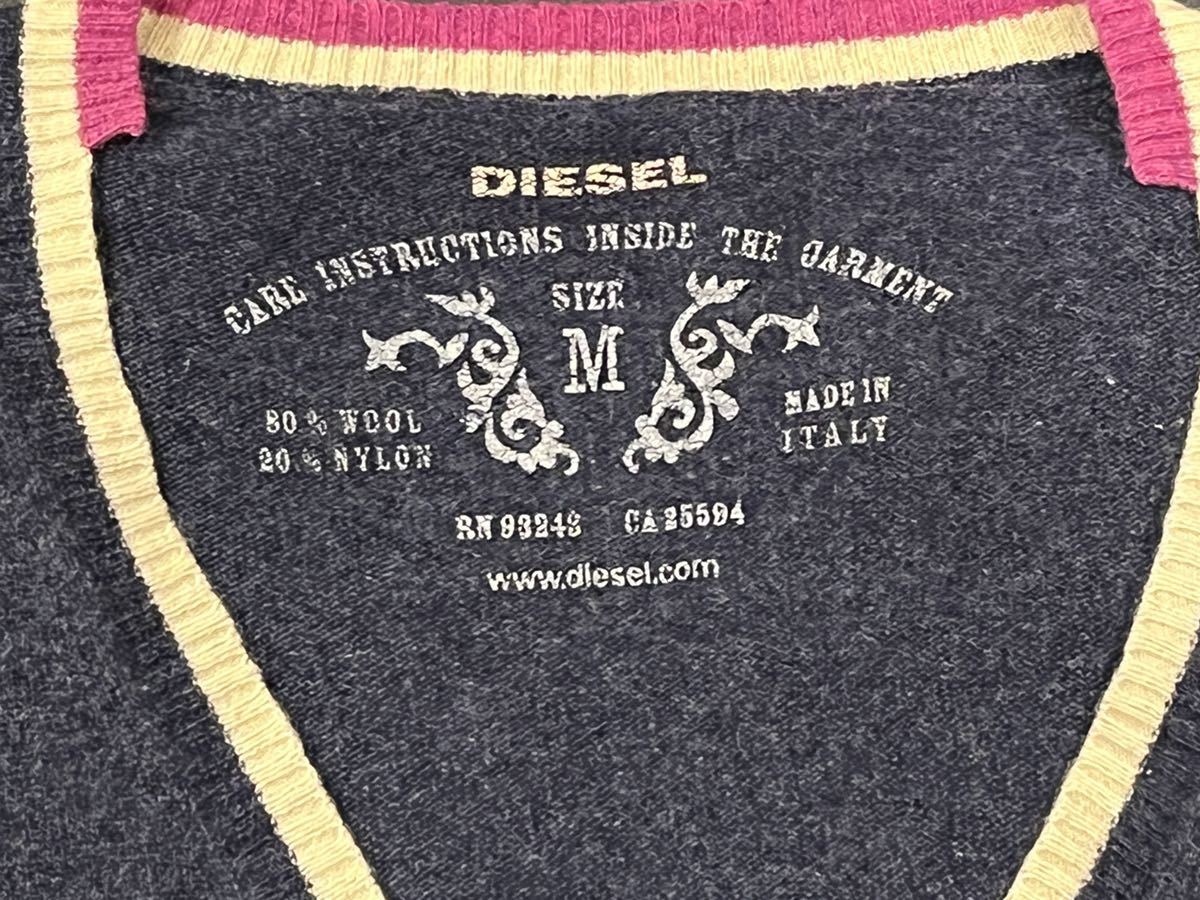 DIESEL
CARE INSTRUCTIONS INSIDE THE GARMENT
SIZE
M
80% WOOL
20% NYLON
MADE IN
ITALY
RN 93243 CA 25594
www.diesel.com